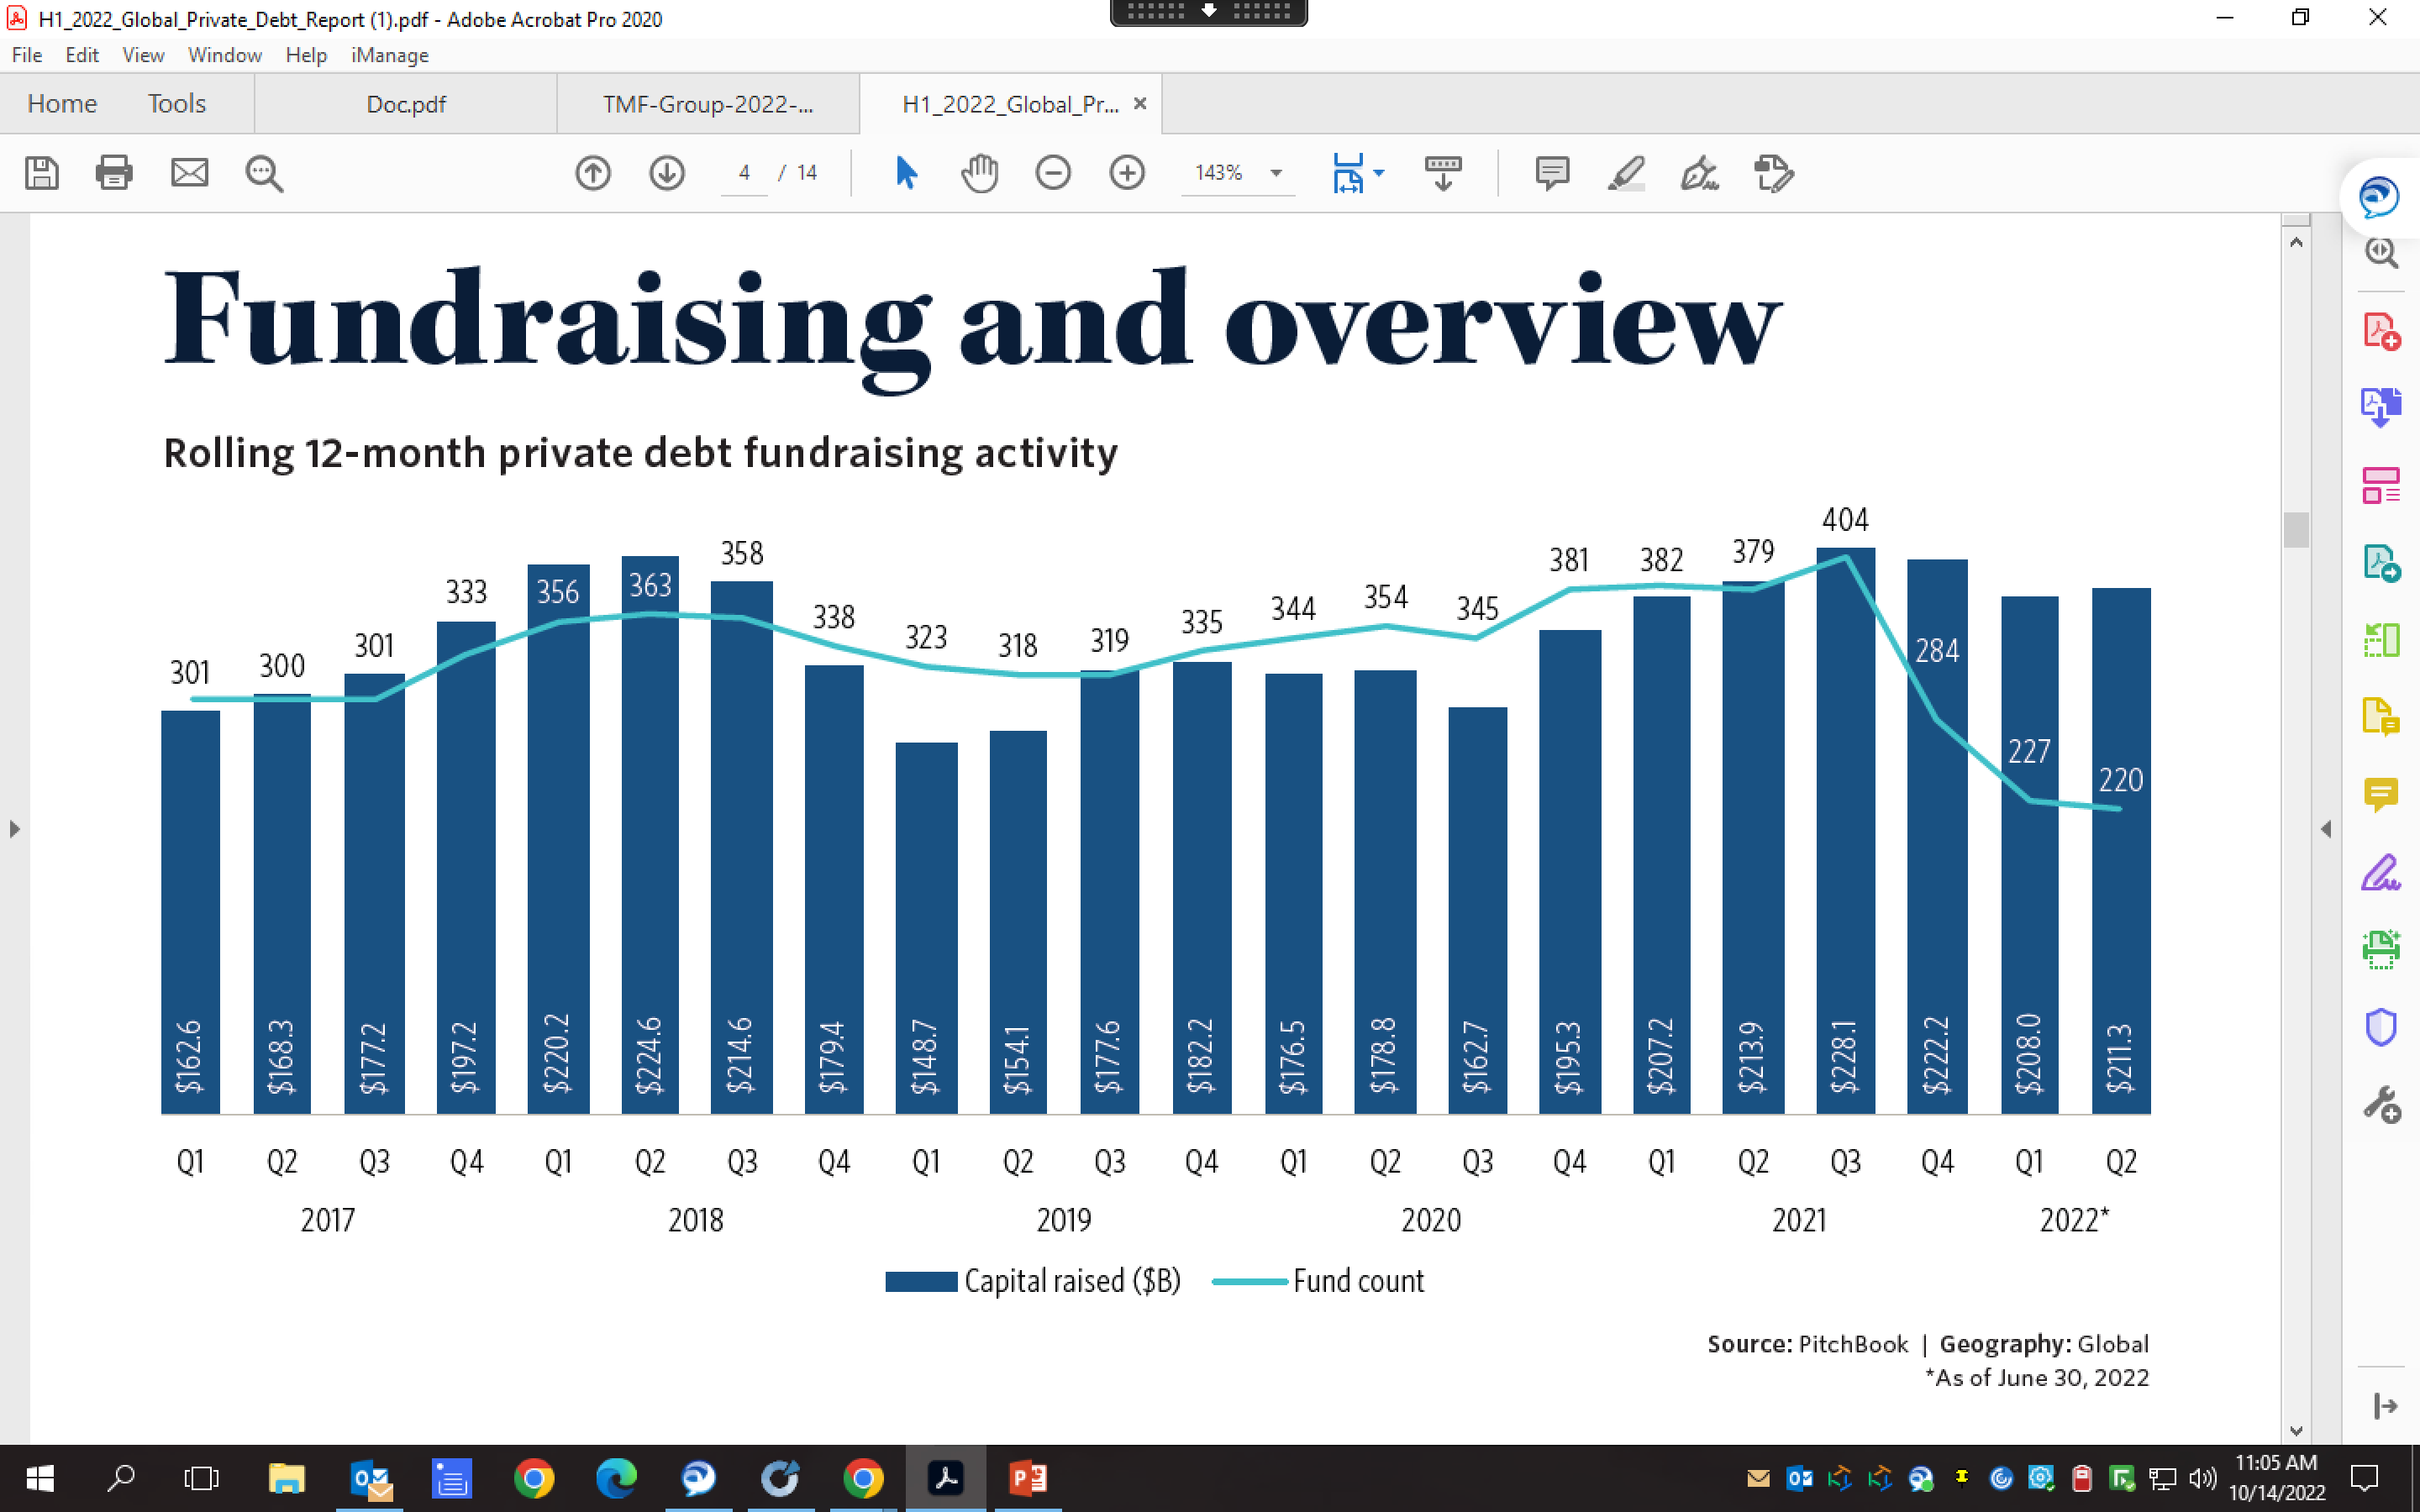 H1_2022_Global_Private_Debt_Report (1).pdf - Adobe Acrobat Pro 2020
File Edit View Window Help iManage
Home Tools Doc.pdf TMF-Group-2022-... H1_2022_Global_Pr... ×
4 / 14 143%
Fundraising and overview
Rolling 12-month private debt fundraising activity
301 300 301 333 356 363 358 338 323 318 319 335 344 354 345 381 382 379 404 284 227 220
$162.6 $168.3 $177.2 $197.2 $220.2 $224.6 $214.6 $179.4 $148.7 $154.1 $177.6 $182.2 $176.5 $178.8 $162.7 $195.3 $207.2 $213.9 $228.1 $222.2 $208.0 $211.3
Q1 Q2 Q3 Q4 Q1 Q2 Q3 Q4 Q1 Q2 Q3 Q4 Q1 Q2 Q3 Q4 Q1 Q2 Q3 Q4 Q1 Q2
2017 2018 2019 2020 2021 2022*
Capital raised ($B) Fund count
Source: PitchBook | Geography: Global
*As of June 30, 2022
11:05 AM
10/14/2022